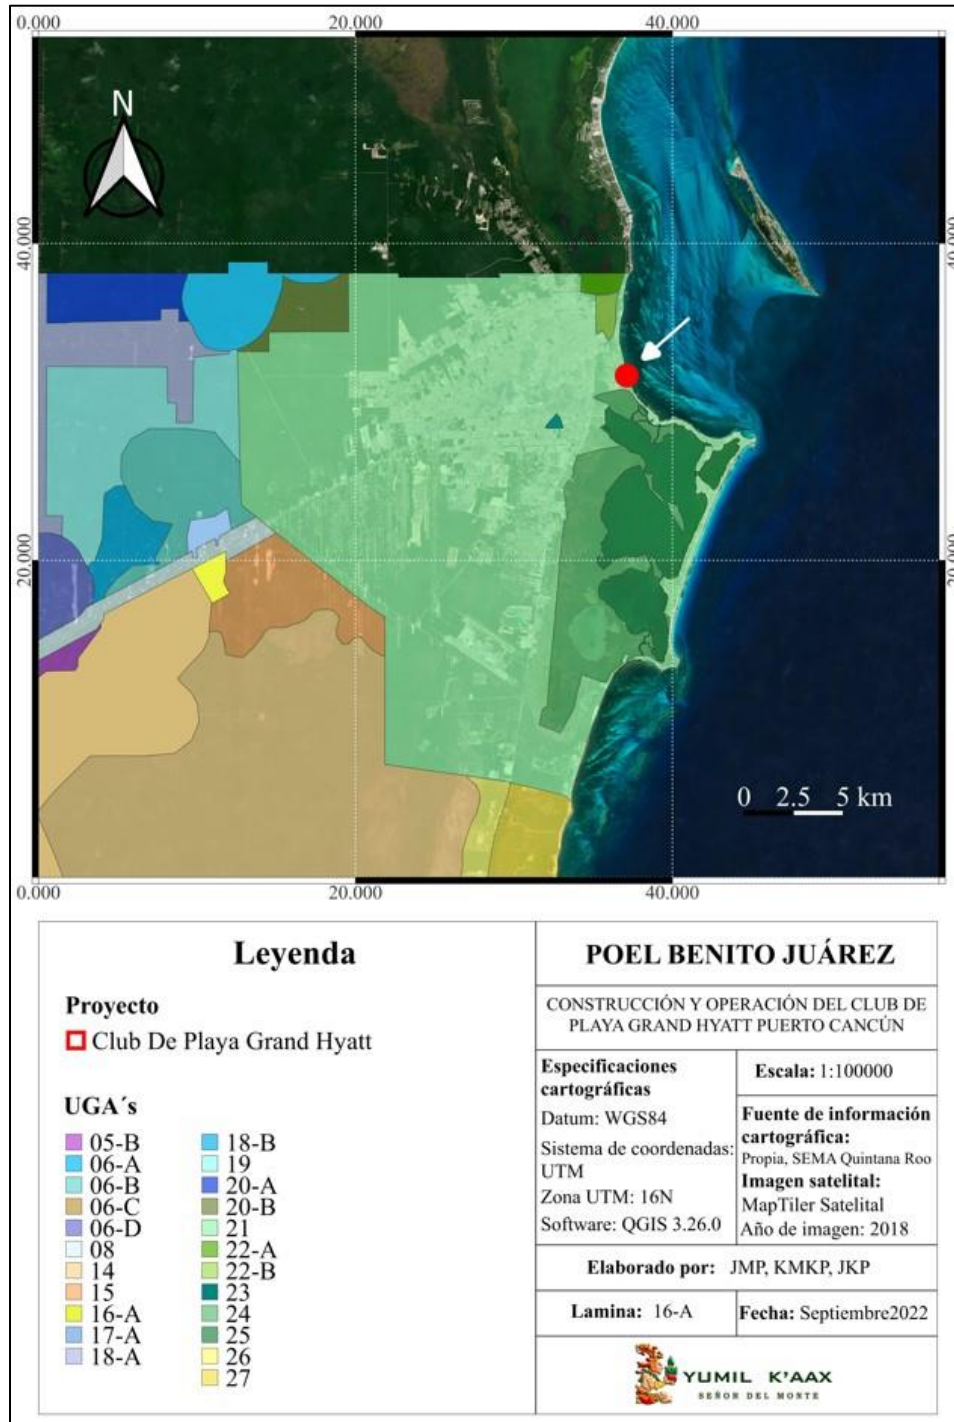 0.000 20.000 40.000
N
40.000 40.000
20.000 20.000
0 2.5 5 km
0.000 20.000 40.000
Leyenda
Proyecto
Club De Playa Grand Hyatt
UGA´s
05-B
06-A
06-B
06-C
06-D
08
14
15
16-A
17-A
18-A
18-B
19
20-A
20-B
21
22-A
22-B
23
24
25
26
27
POEL BENITO JUÁREZ
CONSTRUCCIÓN Y OPERACIÓN DEL CLUB DE
PLAYA GRAND HYATT PUERTO CANCÚN
Especificaciones
cartográficas
Datum: WGS84
Sistema de coordenadas:
UTM
Zona UTM: 16N
Software: QGIS 3.26.0
Escala: 1:100000
Fuente de información
cartográfica:
Propia, SEMA Quintana Roo
Imagen satelital:
MapTiler Satelital
Año de imagen: 2018
Elaborado por: JMP, KMKP, JKP
Lamina: 16-A
Fecha: Septiembre2022
YUMIL K'AAX
SEÑOR DEL MONTE